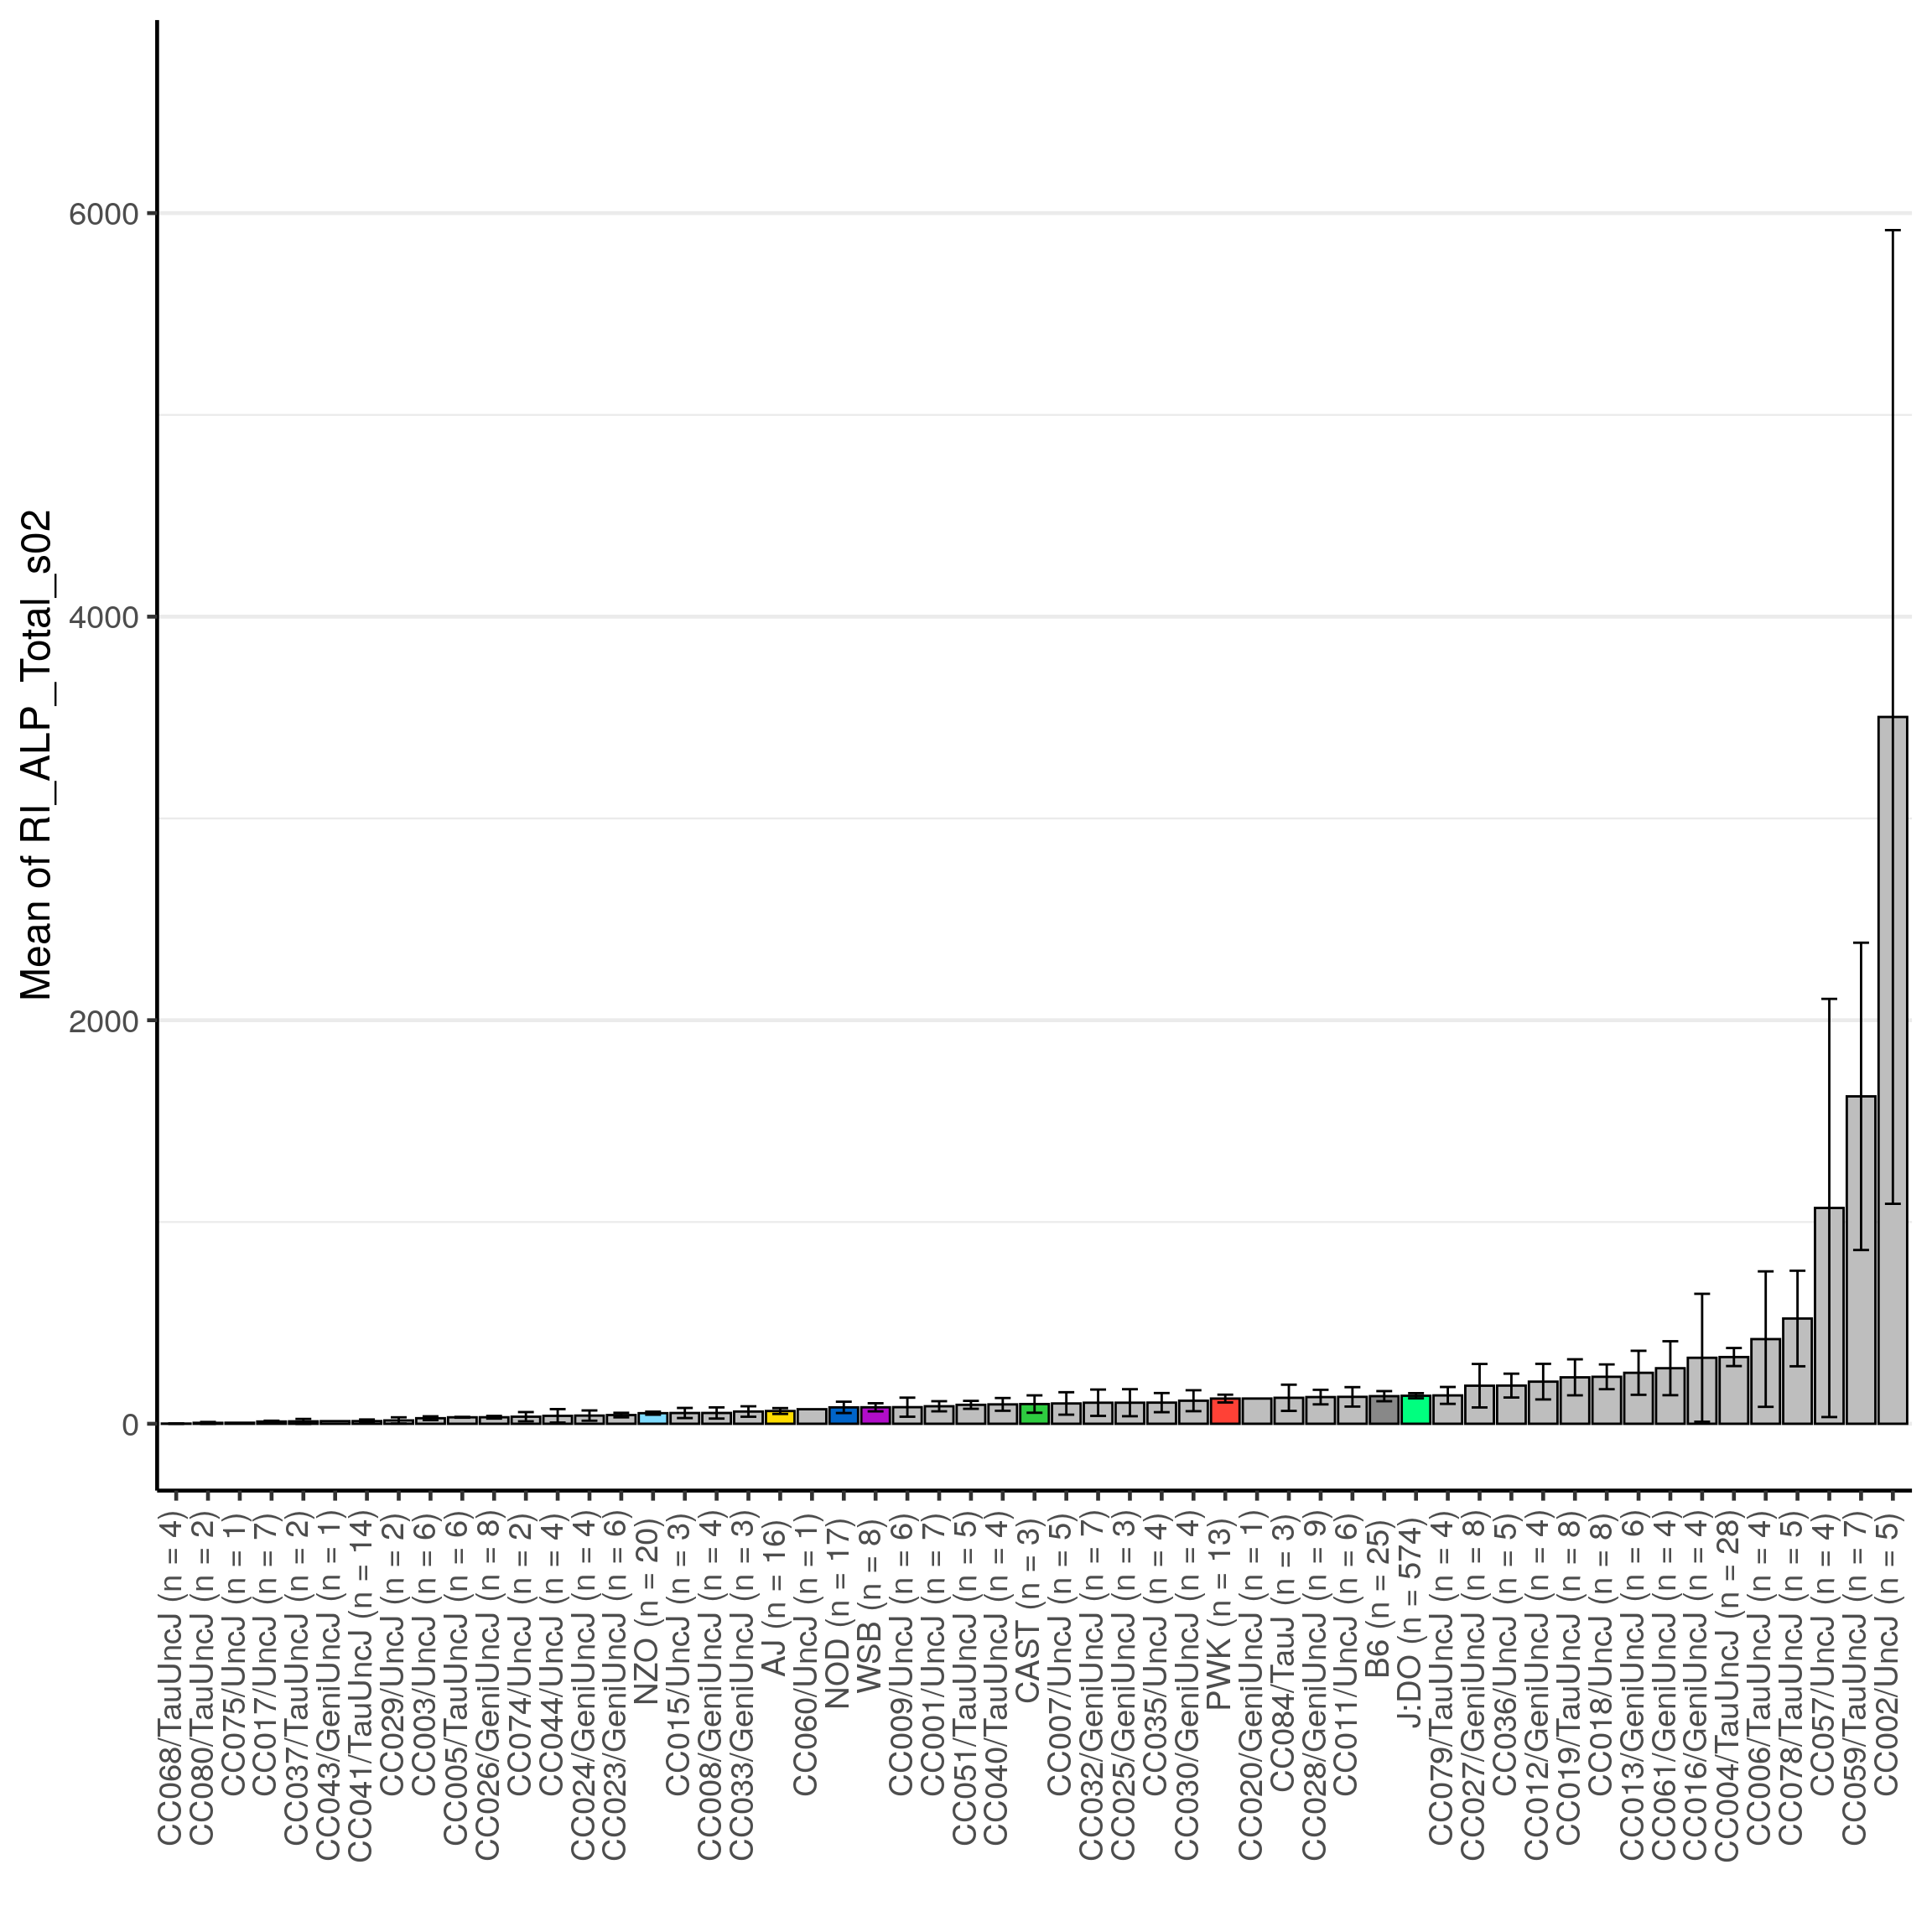 Mean of RI_ALP_Total_s02
6000
4000
2000
0
CC068/TauUncJ (n = 4)
CC080/TauUncJ (n = 2)
CC075/UncJ (n = 1)
CC017/UncJ (n = 7)
CC037/TauUncJ (n = 2)
CC043/GeniUncJ (n = 1)
CC041/TauUncJ (n = 14)
CC029/UncJ (n = 2)
CC003/UncJ (n = 6)
CC005/TauUncJ (n = 6)
CC026/GeniUncJ (n = 8)
CC074/UncJ (n = 2)
CC044/UncJ (n = 4)
CC024/GeniUncJ (n = 4)
CC023/GeniUncJ (n = 6)
NZO (n = 20)
CC015/UncJ (n = 3)
CC008/GeniUncJ (n = 4)
CC033/GeniUncJ (n = 3)
AJ (n = 16)
CC060/UncJ (n = 1)
NOD (n = 17)
WSB (n = 8)
CC009/UncJ (n = 6)
CC001/UncJ (n = 7)
CC051/TauUncJ (n = 5)
CC040/TauUncJ (n = 4)
CAST (n = 3)
CC007/UncJ (n = 5)
CC032/GeniUncJ (n = 7)
CC025/GeniUncJ (n = 3)
CC035/UncJ (n = 4)
CC030/GeniUncJ (n = 4)
PWK (n = 13)
CC020/GeniUncJ (n = 1)
CC084/TauJ (n = 3)
CC028/GeniUncJ (n = 9)
CC011/UncJ (n = 6)
B6 (n = 25)
J:DO (n = 574)
CC079/TauUncJ (n = 4)
CC027/GeniUncJ (n = 8)
CC036/UncJ (n = 5)
CC012/GeniUncJ (n = 4)
CC019/TauUncJ (n = 8)
CC018/UncJ (n = 8)
CC013/GeniUncJ (n = 6)
CC061/GeniUncJ (n = 4)
CC016/GeniUncJ (n = 4)
CC004/TauUncJ (n = 28)
CC006/TauUncJ (n = 4)
CC078/TauUncJ (n = 5)
CC057/UncJ (n = 4)
CC059/TauUncJ (n = 7)
CC002/UncJ (n = 5)